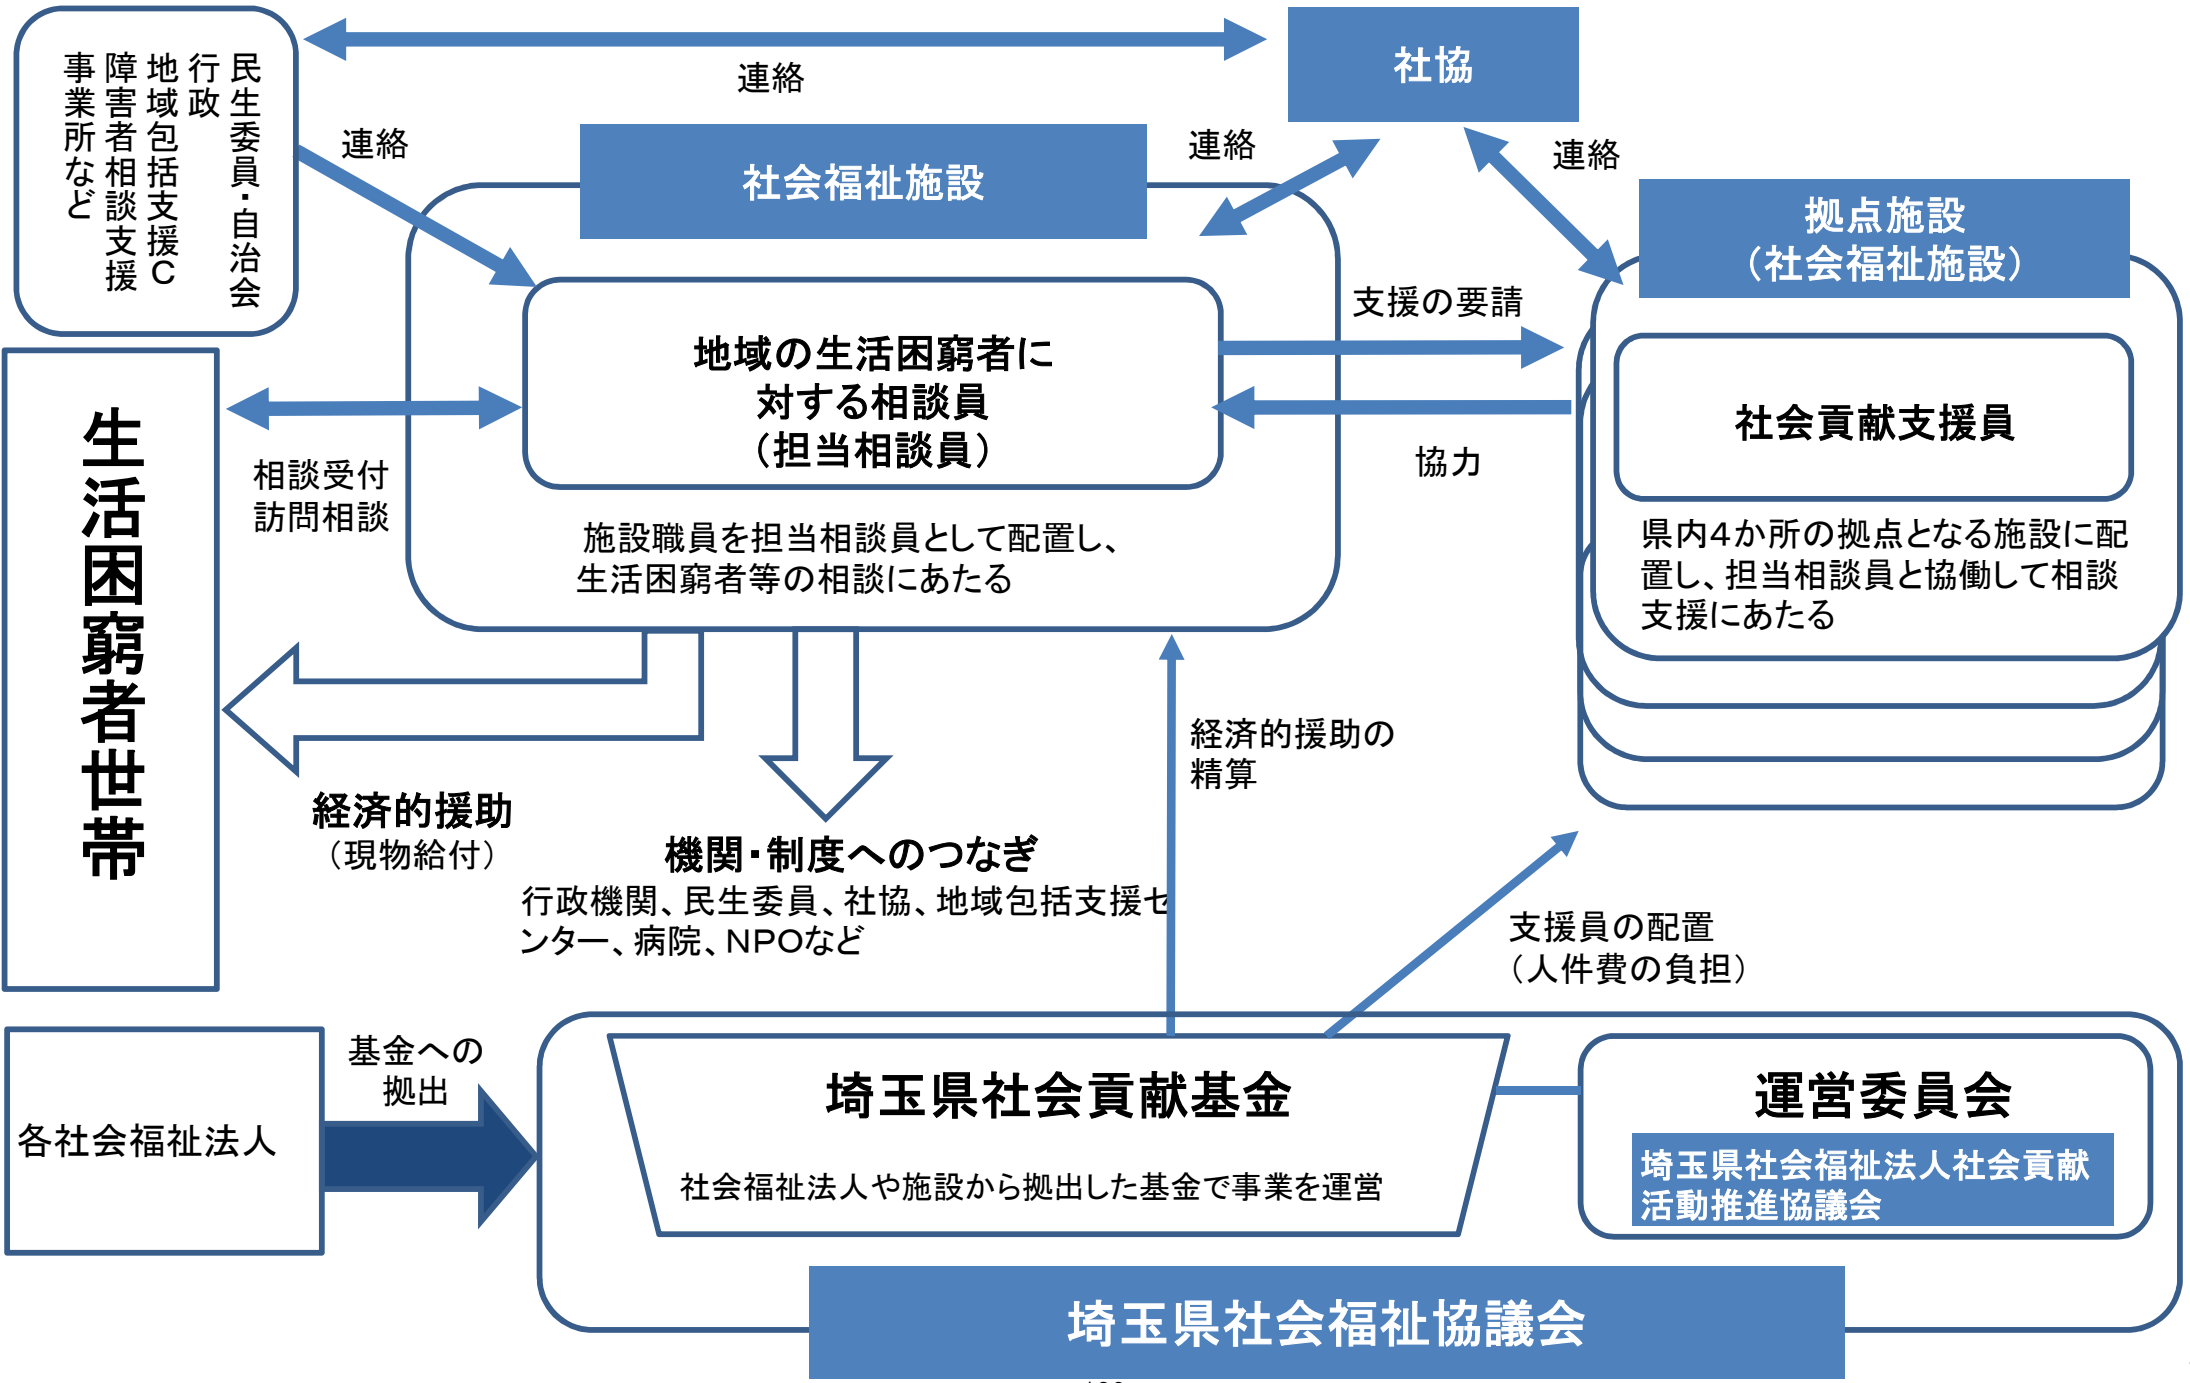 民生委員・自治会
行政
地域包括支援Ｃ
障害者相談支援
事業所など
連絡
社協
連絡
社会福祉施設
連絡
連絡
拠点施設
（社会福祉施設）
地域の生活困窮者に
対する相談員
（担当相談員）
支援の要請
協力
社会貢献支援員
生活困窮者世帯
相談受付
訪問相談
施設職員を担当相談員として配置し、
生活困窮者等の相談にあたる
県内４か所の拠点となる施設に配
置し、担当相談員と協働して相談
支援にあたる
経済的援助
（現物給付）
機関・制度へのつなぎ
行政機関、民生委員、社協、地域包括支援セ
ンター、病院、ＮＰＯなど
経済的援助の
精算
支援員の配置
（人件費の負担）
各社会福祉法人
基金への
拠出
埼玉県社会貢献基金
社会福祉法人や施設から拠出した基金で事業を運営
運営委員会
埼玉県社会福祉法人社会貢献
活動推進協議会
埼玉県社会福祉協議会